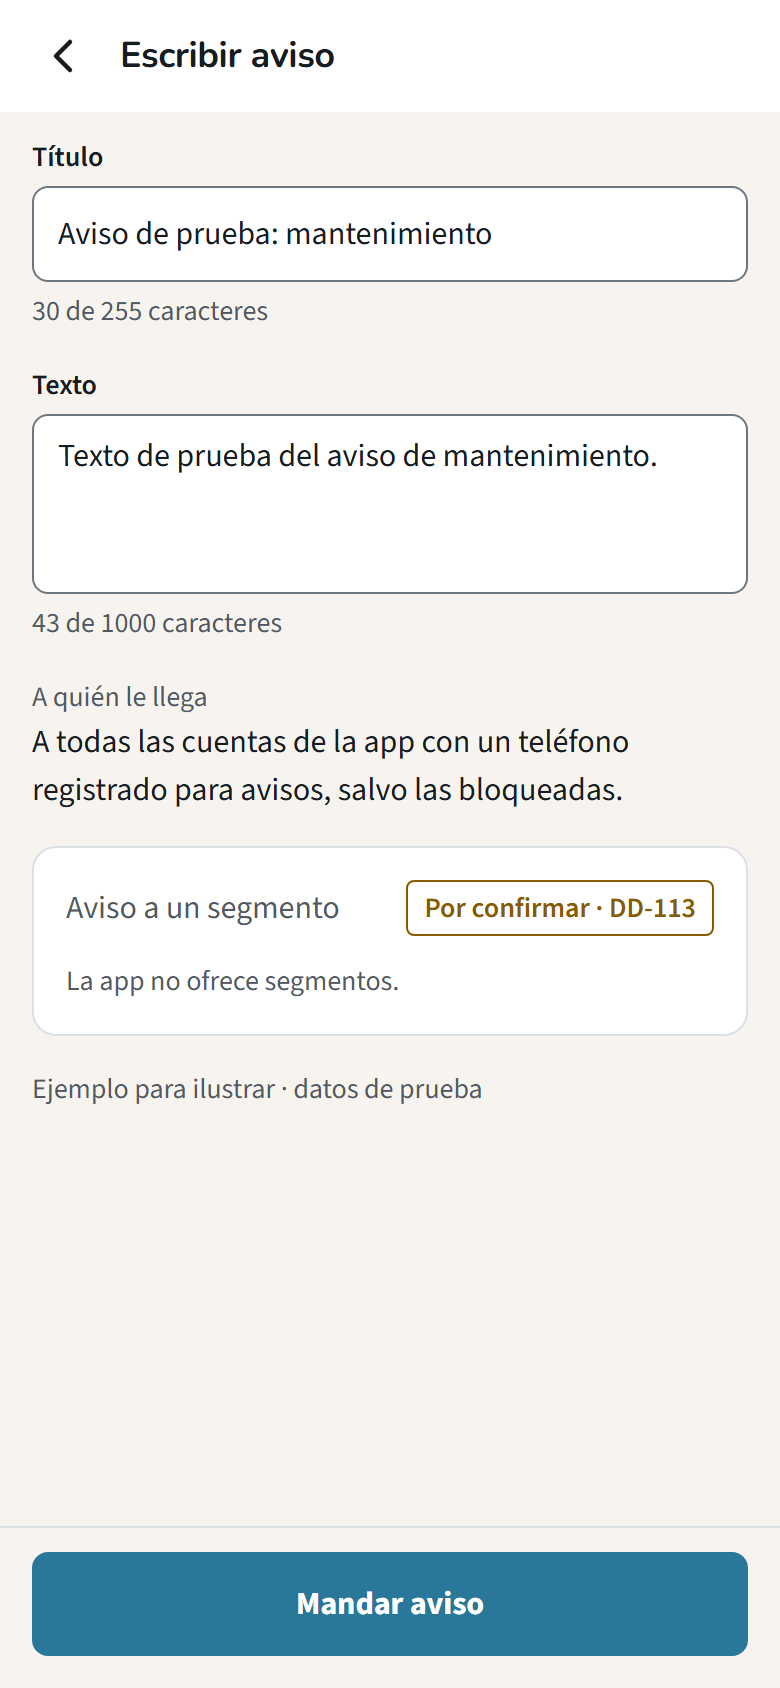 Escribir aviso
Título
Aviso de prueba: mantenimiento
30 de 255 caracteres
Texto
Texto de prueba del aviso de mantenimiento.
43 de 1000 caracteres
A quién le llega
A todas las cuentas de la app con un teléfono
registrado para avisos, salvo las bloqueadas.
Aviso a un segmento
Por confirmar · DD-113
La app no ofrece segmentos.
Ejemplo para ilustrar · datos de prueba
Mandar aviso